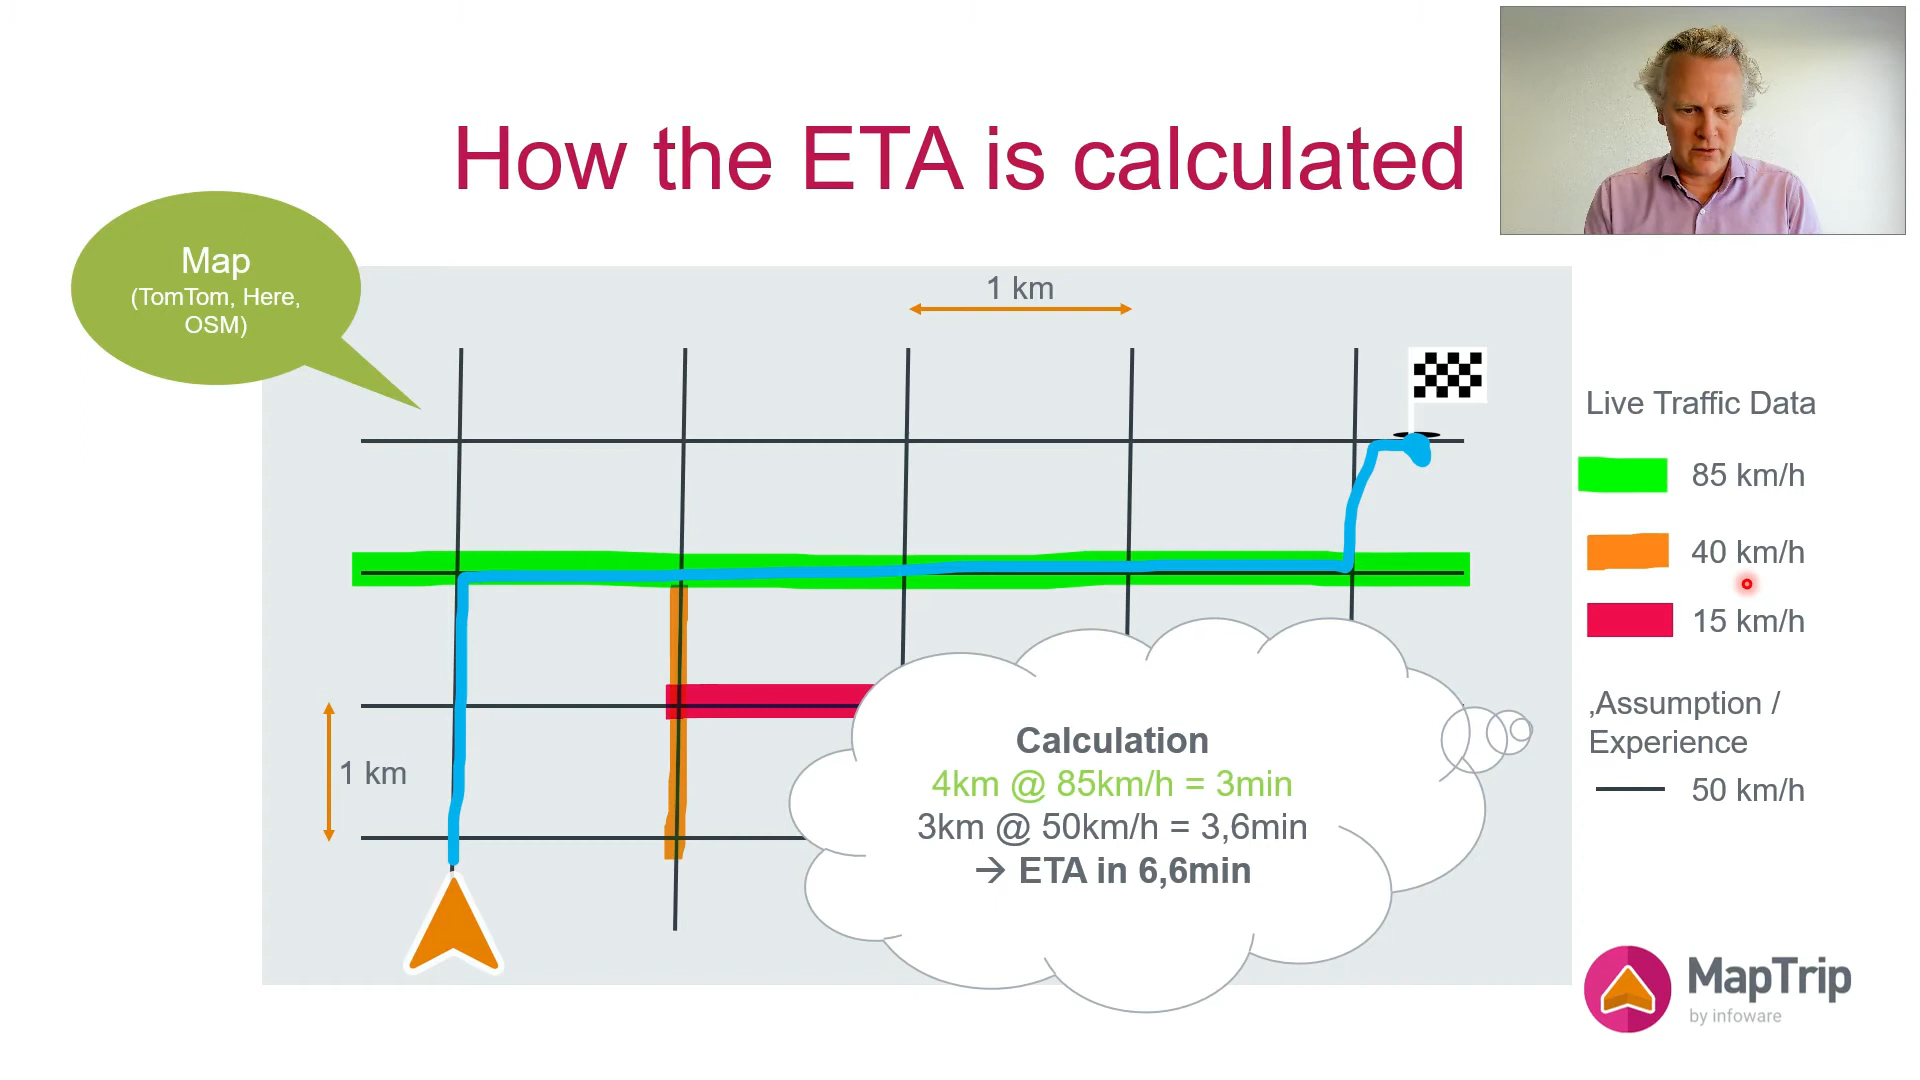 How the ETA is calculated
Map
(TomTom, Here,
OSM)
1 km
Live Traffic Data
85 km/h
40 km/h
15 km/h
1 km
Calculation
4km @ 85km/h = 3min
3km @ 50km/h = 3,6min
→ ETA in 6,6min
‚Assumption /
Experience
50 km/h
MapTrip
by infoware